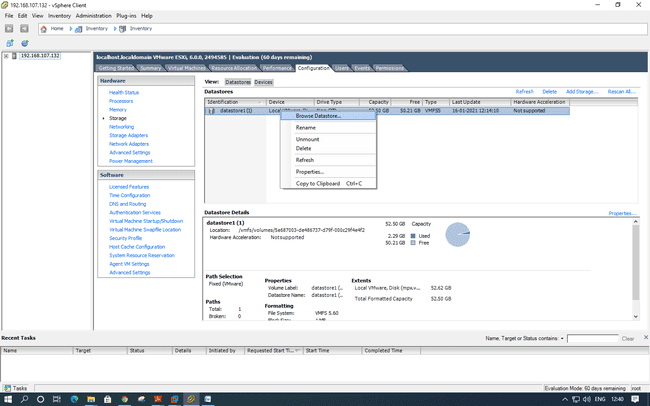 192.168.107.132 - vSphere Client
File Edit View Inventory Administration Plug-ins Help
Home Inventory Inventory
192.168.107.132
localhost.localdomain VMware ESXi, 6.0.0, 2494585 | Evaluation (60 days remaining)
Getting Started Summary Virtual Machines Resource Allocation Performance Configuration Users Events Permissions
Hardware
Health Status
Processors
Memory
Storage
Networking
Storage Adapters
Network Adapters
Advanced Settings
Power Management
Software
Licensed Features
Time Configuration
DNS and Routing
Authentication Services
Virtual Machine Startup/Shutdown
Virtual Machine Swapfile Location
Security Profile
Host Cache Configuration
System Resource Reservation
Agent VM Settings
Advanced Settings
View: Datastores Devices
Datastores Refresh Delete Add Storage... Rescan All...
Identification Device Drive Type Capacity Free Type Last Update Hardware Acceleration
datastore1 (1) Local VMware 52.50 GB 50.21 GB VMFS5 16-01-2021 12:14:10 Not supported
Browse Datastore...
Rename
Unmount
Delete
Refresh
Properties...
Copy to Clipboard Ctrl+C
Datastore Details Properties...
datastore1 (1) 52.50 GB Capacity
Location: /vmfs/volumes/5e687003-de486737-d79f-000c29f4e4f2
Hardware Acceleration: Not supported
2.29 GB Used
50.21 GB Free
Path Selection
Fixed (VMware)
Paths
Total: 1
Broken: 0
Properties
Volume Label: datastore1 (..
Datastore Name: datastore1 (..
Formatting
File System: VMFS 5.60
1 MB
Extents
Local VMware, Disk (mpx.v... 52.62 GB
Total Formatted Capacity 52.50 GB
Recent Tasks Name, Target or Status contains: Clear
Name Target Status Details Initiated by Requested Start Ti... Start Time Completed Time
Tasks Evaluation Mode: 60 days remaining root
ENG 12:40